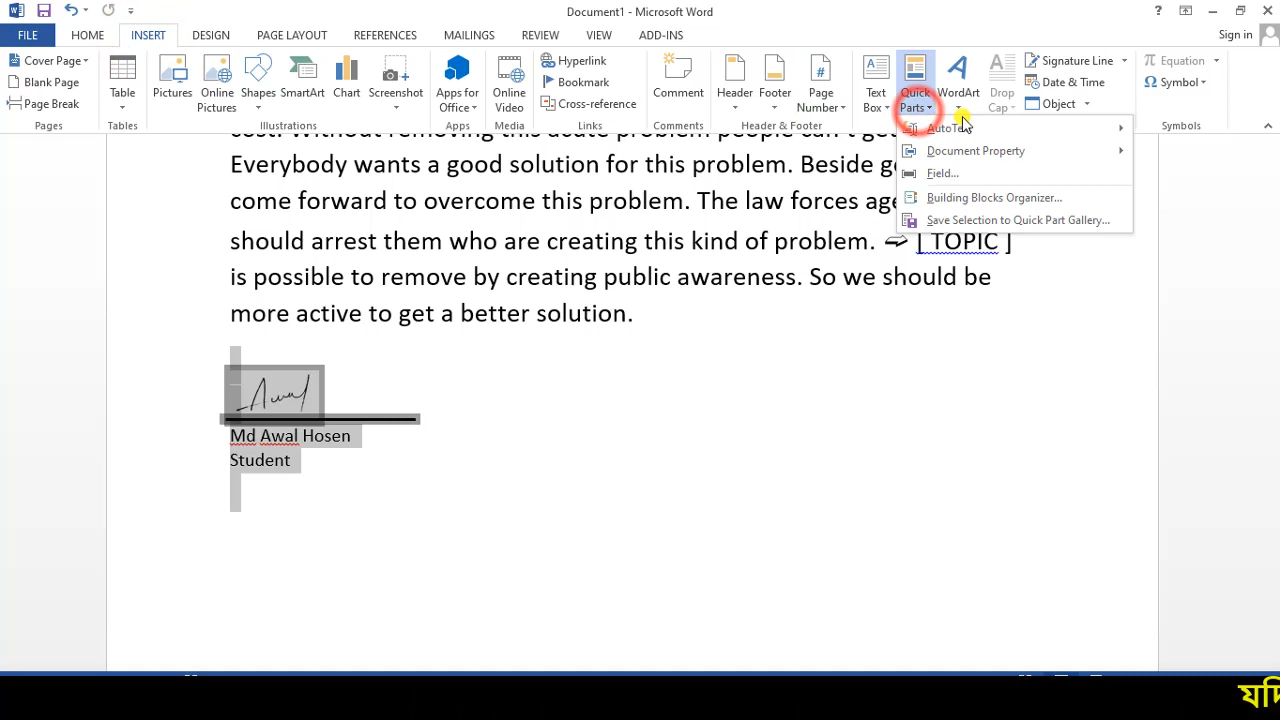 Document1 - Microsoft Word
FILE HOME INSERT DESIGN PAGE LAYOUT REFERENCES MAILINGS REVIEW VIEW ADD-INS Sign in
Cover Page
Blank Page
Page Break
Pages
Table
Tables
Pictures
Online Pictures
Shapes
SmartArt
Chart
Screenshot
Illustrations
Apps for Office
Apps
Online Video
Media
Hyperlink
Bookmark
Cross-reference
Links
Comment
Comments
Header
Footer
Page Number
Header & Footer
Text Box
Quick Parts
WordArt
Drop Cap
Signature Line
Date & Time
Object
Equation
Symbol
Symbols
Document Property
Field...
Building Blocks Organizer...
Save Selection to Quick Part Gallery...
cost. Without removing this acute problem people can't get
Everybody wants a good solution for this problem. Beside
come forward to overcome this problem. The law forces
should arrest them who are creating this kind of problem. ➫ [ TOPIC ]
is possible to remove by creating public awareness. So we should be
more active to get a better solution.
Awal
Md Awal Hosen
Student